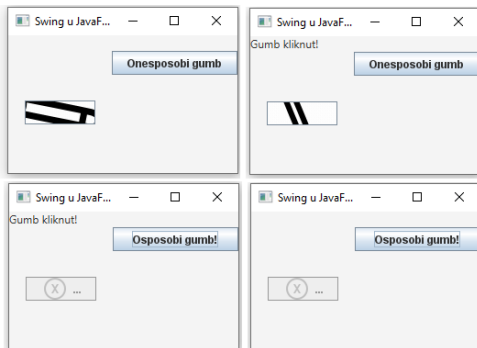 Swing u JavaF...
Onesposobi gumb
Swing u JavaF...
Gumb kliknut!
Onesposobi gumb
Swing u JavaF...
Gumb kliknut!
Osposobi gumb!
X ...
Swing u JavaF...
Osposobi gumb!
X ...